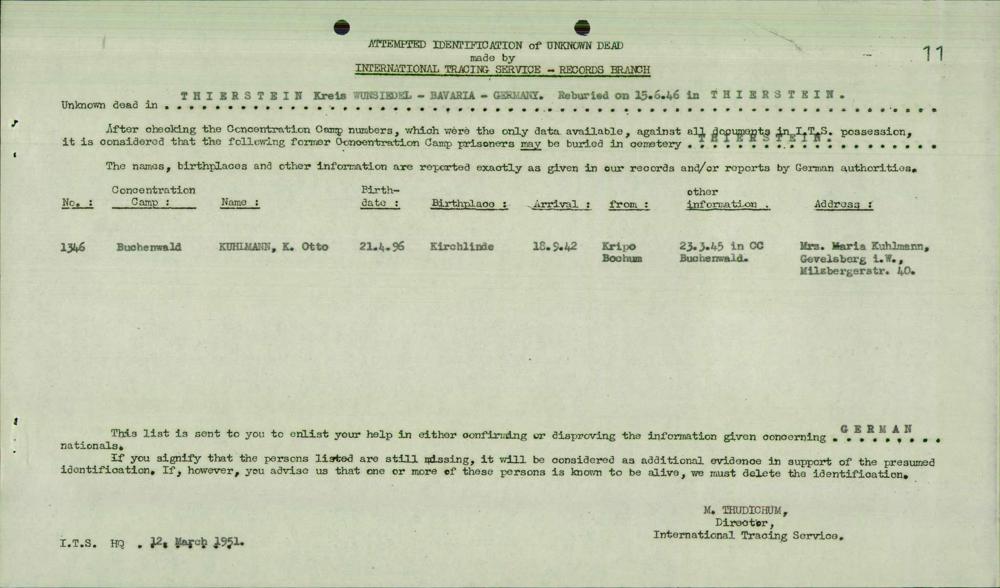 11
ATTEMPTED IDENTIFICATION of UNKNOWN DEAD
made by
INTERNATIONAL TRACING SERVICE - RECORDS BRANCH
Unknown dead in THIERSTEIN Kreis WUNSIEDEL - BAVARIA - GERMANY. Reburied on 15.6.46 in THIERSTEIN.
After checking the Concentration Camp numbers, which were the only data available, against all documents in I.T.S. possession,
it is considered that the following former Concentration Camp prisoners may be buried in cemetery THIERSTEIN.
The names, birthplaces and other information are reported exactly as given in our records and/or reports by German authorities.
No. : Concentration Camp : Name : Birth-date : Birthplace : Arrival : from : other information . Address :
1346 Buchenwald KUHLMANN, K. Otto 21.4.96 Kirchlinde 18.9.42 Kripo 23.3.45 in CC Mrs. Maria Kuhlmann,
Bochum Buchenwald. Gevelsberg i.W.,
Milsbergerstr. 40.
This list is sent to you to enlist your help in either confirming or disproving the information given concerning GERMAN
nationals.
If you signify that the persons listed are still missing, it will be considered as additional evidence in support of the presumed
identification. If, however, you advise us that one or more of these persons is known to be alive, we must delete the identification.
M. THUDICHUM,
Director,
International Tracing Service.
I.T.S. HQ . 12. March 1951.